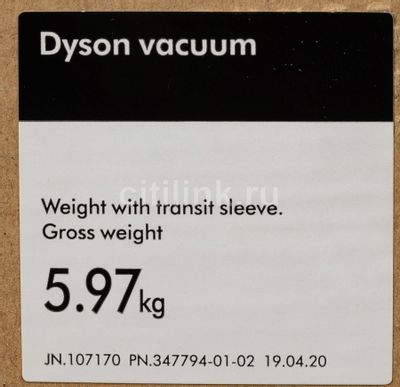 Dyson vacuum
citilink.ru
Weight with transit sleeve.
Gross weight
5.97kg
JN.107170 PN.347794-01-02 19.04.20